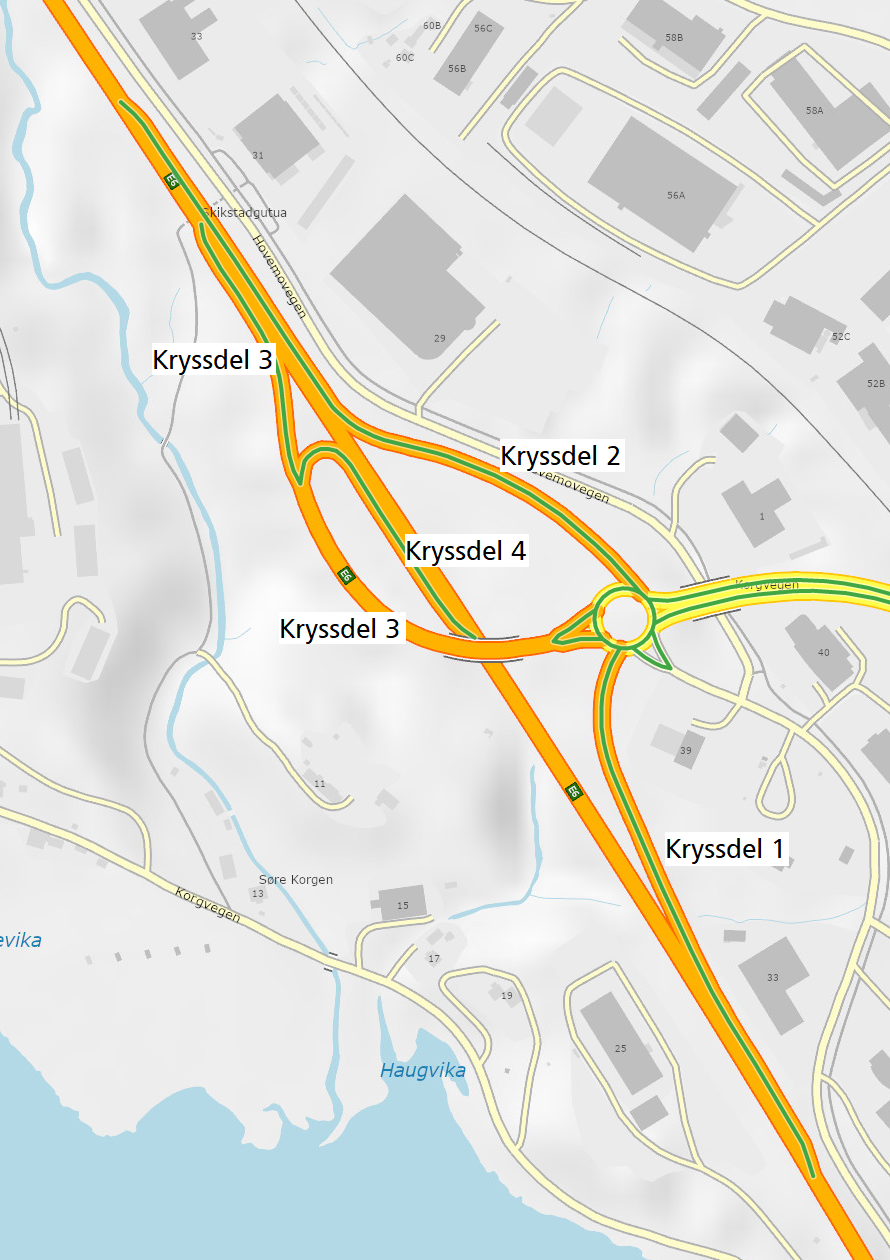 33
60B
56C
58B
60C
56B
58A
31
E6
56A
Skikstadgutua
Hovemovegen
29
52C
Kryssdel 3
52B
Kryssdel 2
Hovemovegen
1
Kryssdel 4
E6
Korgvegen
Kryssdel 3
40
39
11
E6
Kryssdel 1
Søre Korgen
13
Korgvegen
15
evika
17
33
19
25
Haugvika